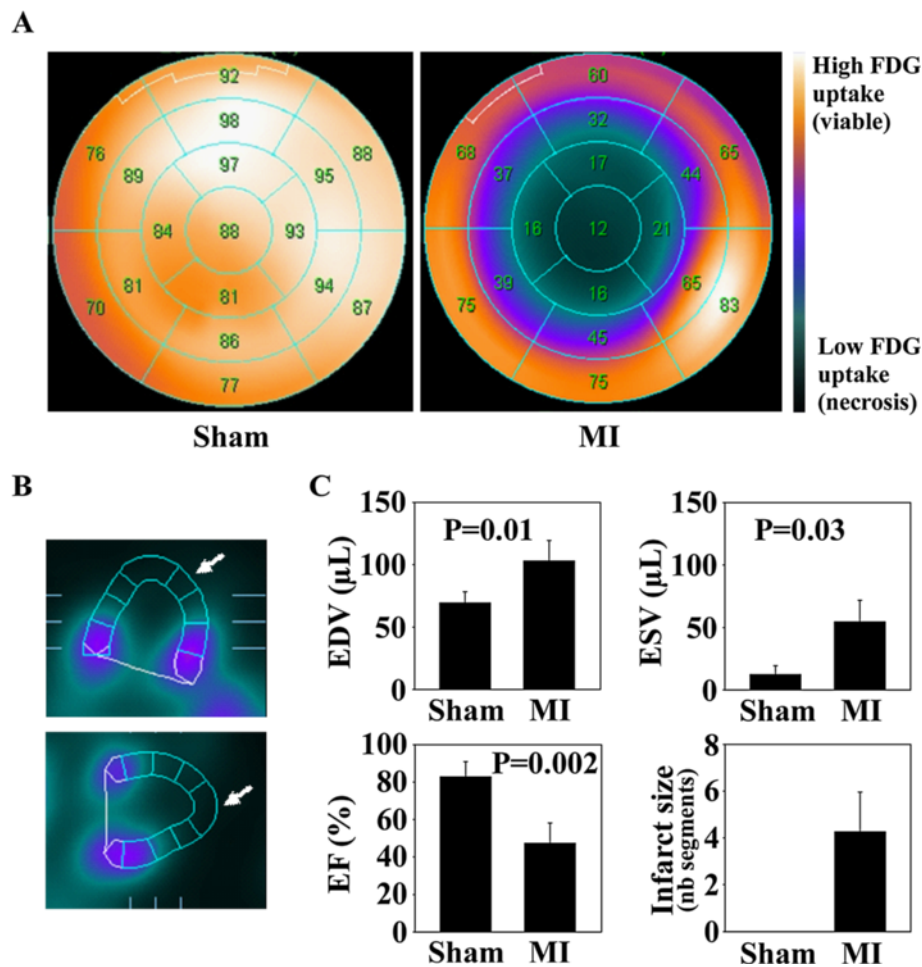 A
92
98
97
76
89
88
95
84
88
93
81
94
70
81
87
86
77
Sham
60
32
17
68
37
44
65
16
12
21
39
65
75
16
83
45
75
MI
High FDG
uptake
(viable)
Low FDG
uptake
(necrosis)
B
C
EDV (µL)
150
100
50
0
P=0.01
Sham MI
ESV (µL)
150
100
50
0
P=0.03
Sham MI
EF (%)
100
80
60
40
20
0
P=0.002
Sham MI
Infarct size
(nb segments)
8
6
4
2
0
Sham MI